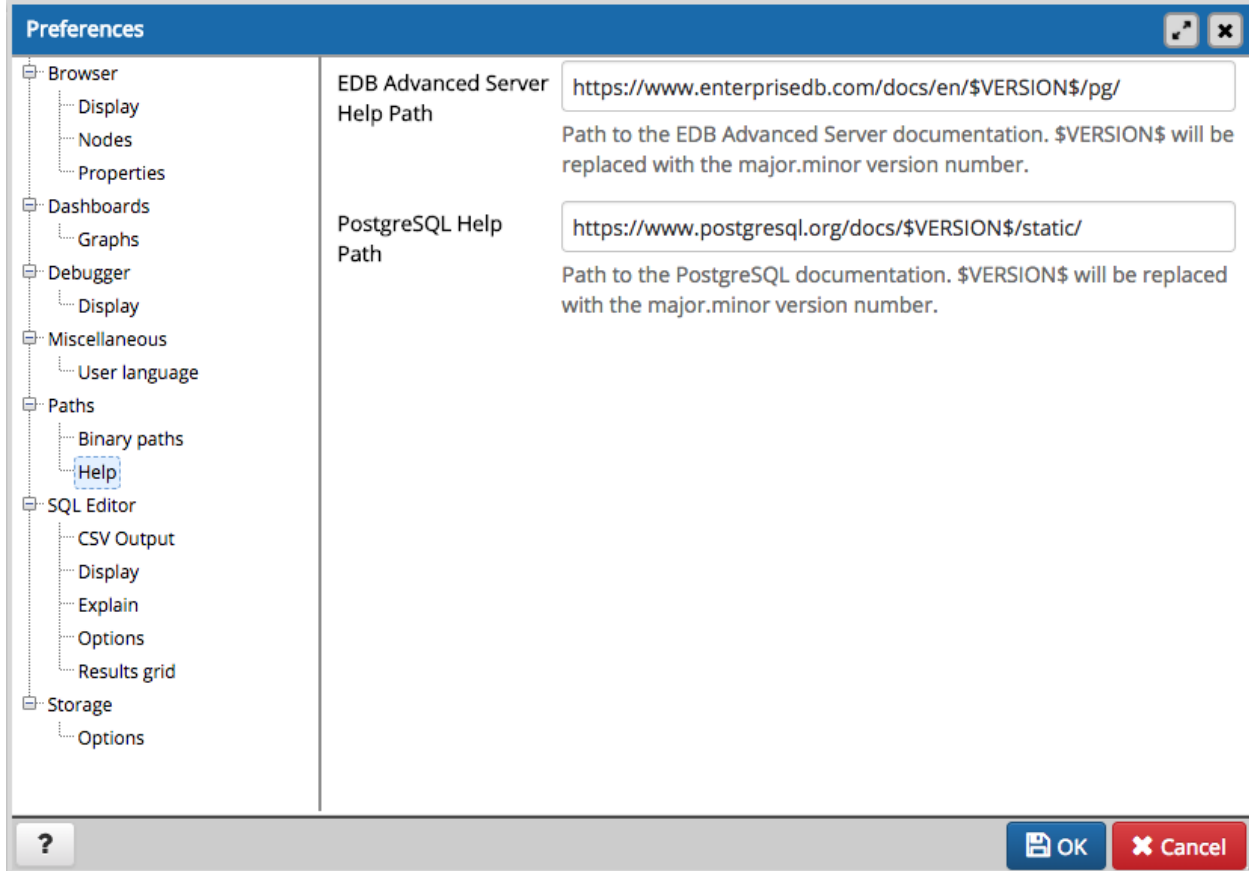 Preferences
Browser
Display
Nodes
Properties
Dashboards
Graphs
Debugger
Display
Miscellaneous
User language
Paths
Binary paths
Help
SQL Editor
CSV Output
Display
Explain
Options
Results grid
Storage
Options
EDB Advanced Server
Help Path
https://www.enterprisedb.com/docs/en/$VERSION$/pg/
Path to the EDB Advanced Server documentation. $VERSION$ will be
replaced with the major.minor version number.
PostgreSQL Help
Path
https://www.postgresql.org/docs/$VERSION$/static/
Path to the PostgreSQL documentation. $VERSION$ will be replaced
with the major.minor version number.
?
OK
Cancel